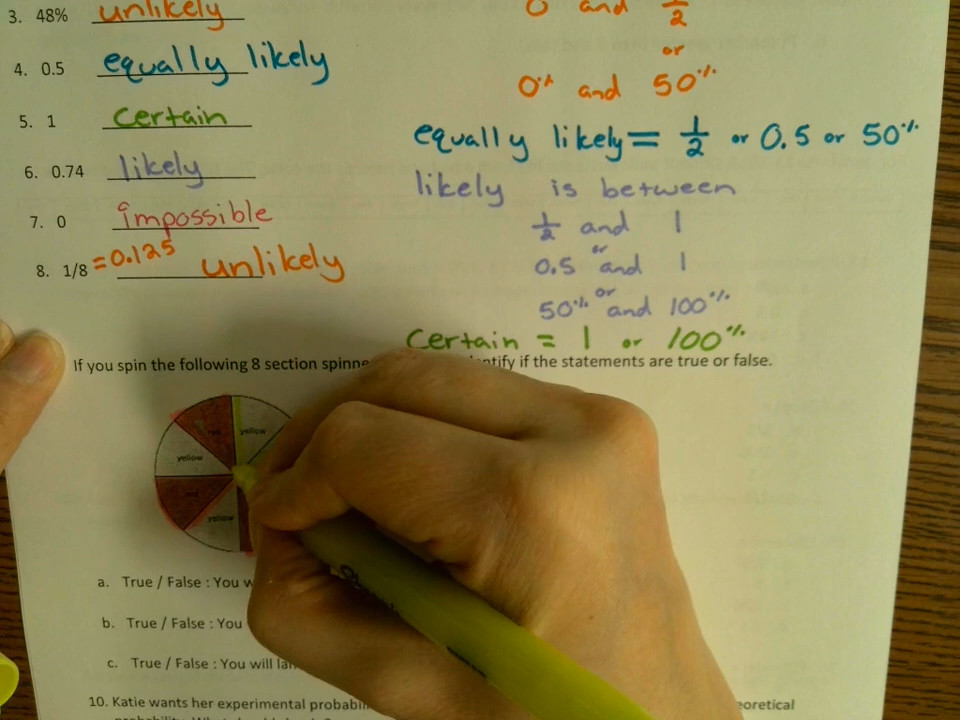 3. 48% unlikely
0 and 1/2
or
4. 0.5 equally likely
0% and 50%
5. 1 certain
equally likely = 1/2 or 0.5 or 50%
6. 0.74 likely
likely is between
7. 0 impossible
1/2 and 1
or
8. 1/8 = 0.125 unlikely
0.5 and 1
or
50% and 100%
Certain = 1 or 100%
If you spin the following 8 section spinne
ntify if the statements are true or false.
red yellow
yellow
red
yellow
a. True / False : You w
b. True / False : You
c. True / False : You will lan
10. Katie wants her experimental probabil
eoretical